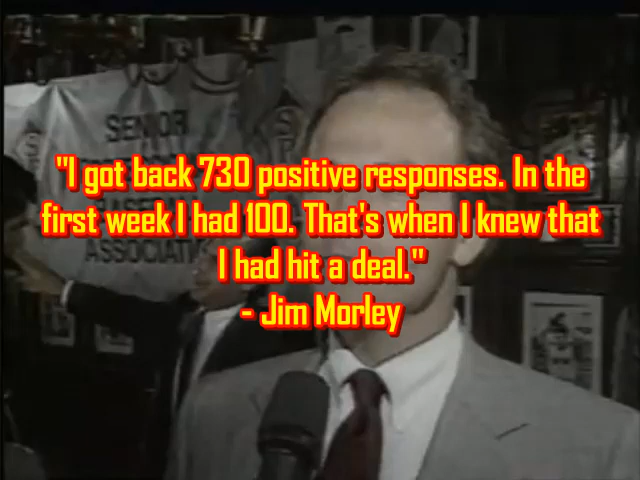 SENIOR
"I got back 730 positive responses. In the
first week I had 100. That's when I knew that
I had hit a deal."
- Jim Morley